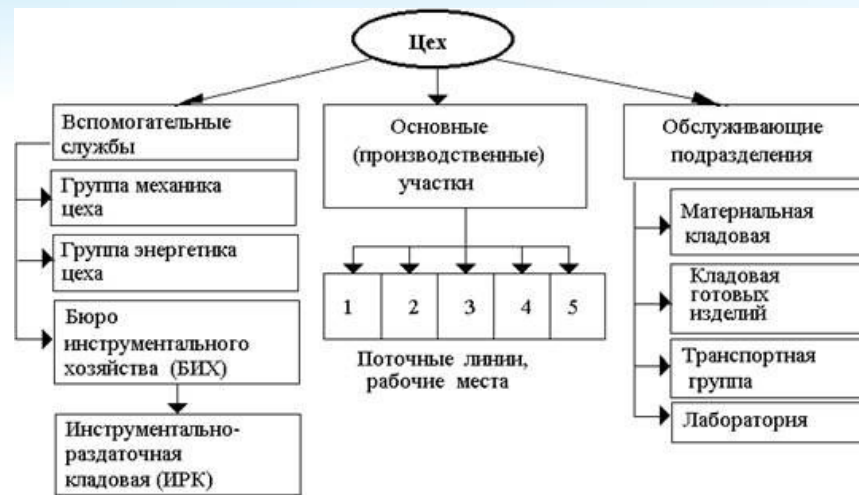 Цех
Вспомогательные
службы
Группа механика
цеха
Группа энергетика
цеха
Бюро
инструментального
хозяйства (БИХ)
Инструментально-
раздаточная
кладовая (ИРК)
Основные
(производственные)
участки
1 2 3 4 5
Поточные линии,
рабочие места
Обслуживающие
подразделения
Материальная
кладовая
Кладовая
готовых
изделий
Транспортная
группа
Лаборатория